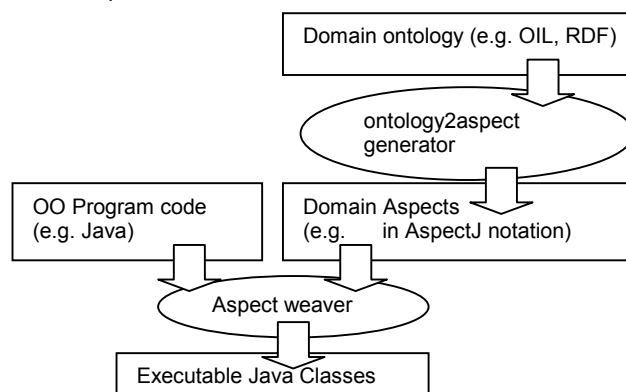 Domain ontology (e.g. OIL, RDF)
ontology2aspect
generator
OO Program code
(e.g. Java)
Domain Aspects
(e.g. in AspectJ notation)
Aspect weaver
Executable Java Classes